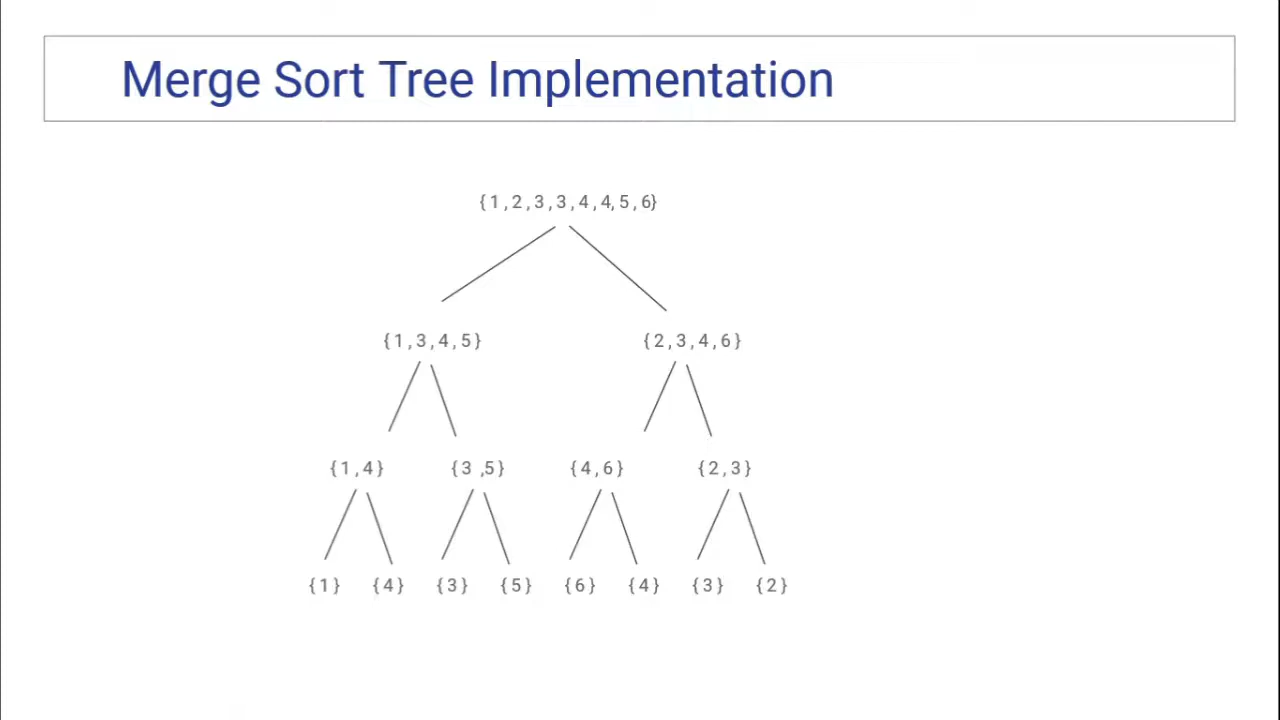 Merge Sort Tree Implementation
{1,2,3,3,4,4,5,6}
{1,3,4,5} {2,3,4,6}
{1,4} {3,5} {4,6} {2,3}
{1} {4} {3} {5} {6} {4} {3} {2}